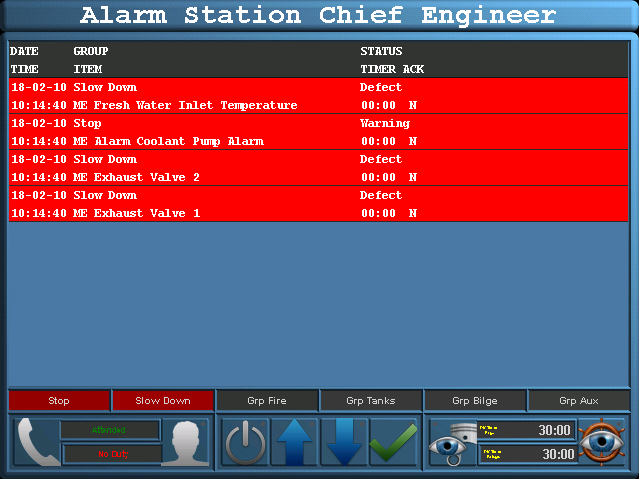 Alarm Station Chief Engineer
DATE GROUP STATUS
TIME ITEM TIMER ACK
18-02-10 Slow Down Defect
10:14:40 ME Fresh Water Inlet Temperature 00:00 N
18-02-10 Stop Warning
10:14:40 ME Alarm Coolant Pump Alarm 00:00 N
18-02-10 Slow Down Defect
10:14:40 ME Exhaust Valve 2 00:00 N
18-02-10 Slow Down Defect
10:14:40 ME Exhaust Valve 1 00:00 N
Stop Slow Down Grp Fire Grp Tanks Grp Bilge Grp Aux
Attended
No Duty
30:00
30:00